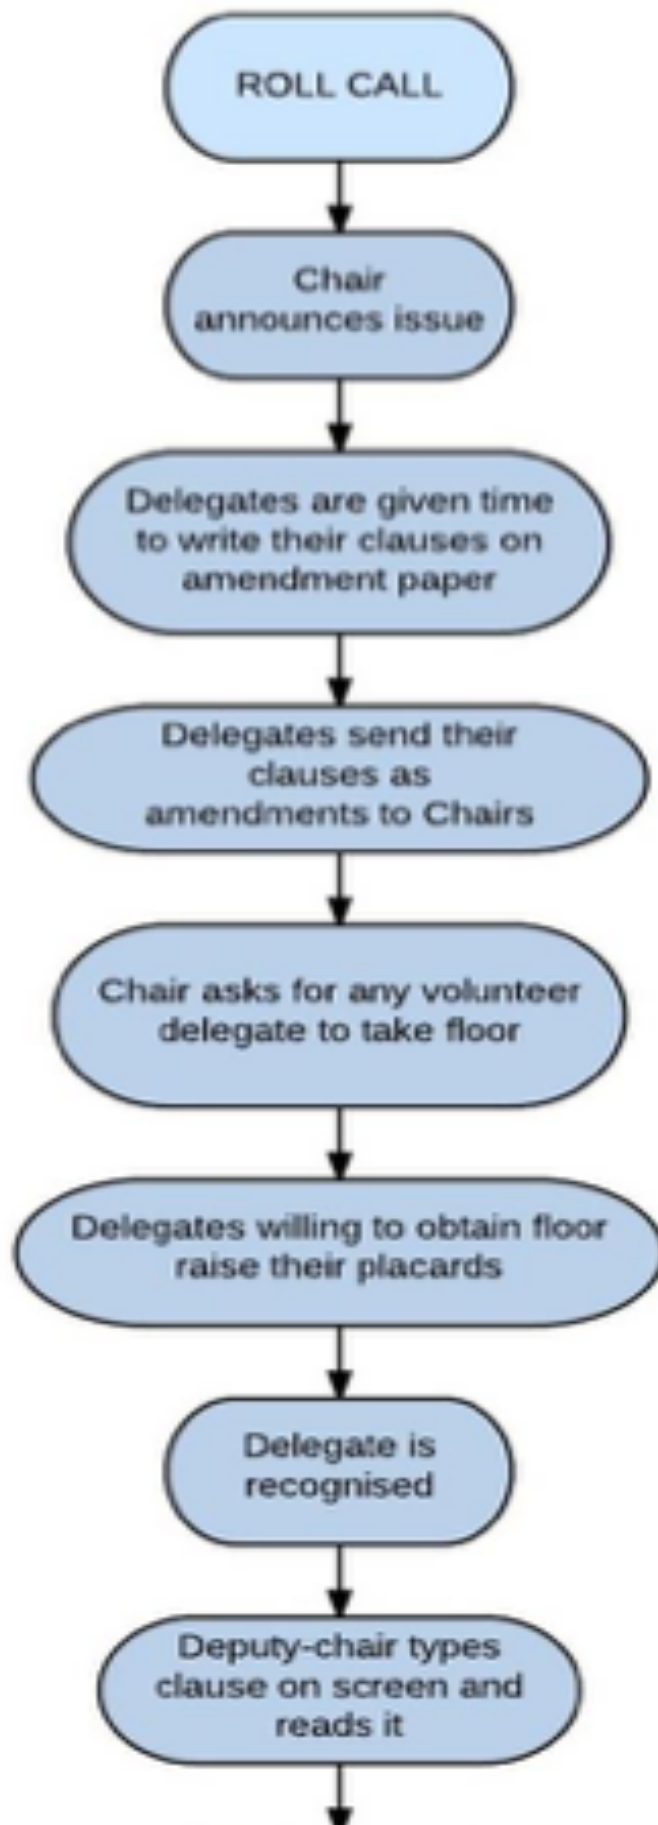 ROLL CALL
Chair
announces issue
Delegates are given time
to write their clauses on
amendment paper
Delegates send their
clauses as
amendments to Chairs
Chair asks for any volunteer
delegate to take floor
Delegates willing to obtain floor
raise their placards
Delegate is
recognised
Deputy-chair types
clause on screen and
reads it